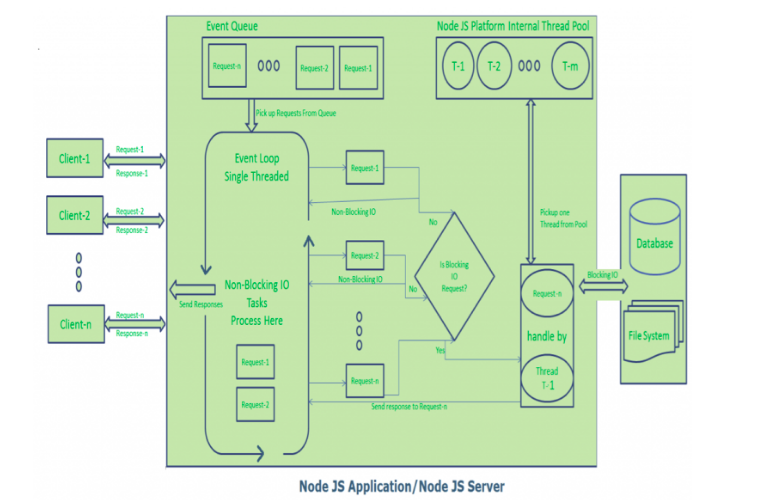 Event Queue
Node JS Platform Internal Thread Pool
Request-n
Request-2
Request-1
T-1
T-2
T-m
Pick up Requests From Queue
Client-1
Request-1
Response-1
Event Loop
Single Threaded
Request-1
Non-Blocking IO
No
Client-2
Request-2
Response-2
Pickup one
Thread from Pool
Database
Request-2
Non-Blocking IO
No
Is Blocking
IO
Request?
Blocking IO
Non-Blocking IO
Tasks
Process Here
Send Responses
Request-n
Client-n
Request-n
Response-n
handle by
File System
Yes
Request-1
Request-n
Thread
T-1
Request-2
Send response to Request-n
Node JS Application/Node JS Server